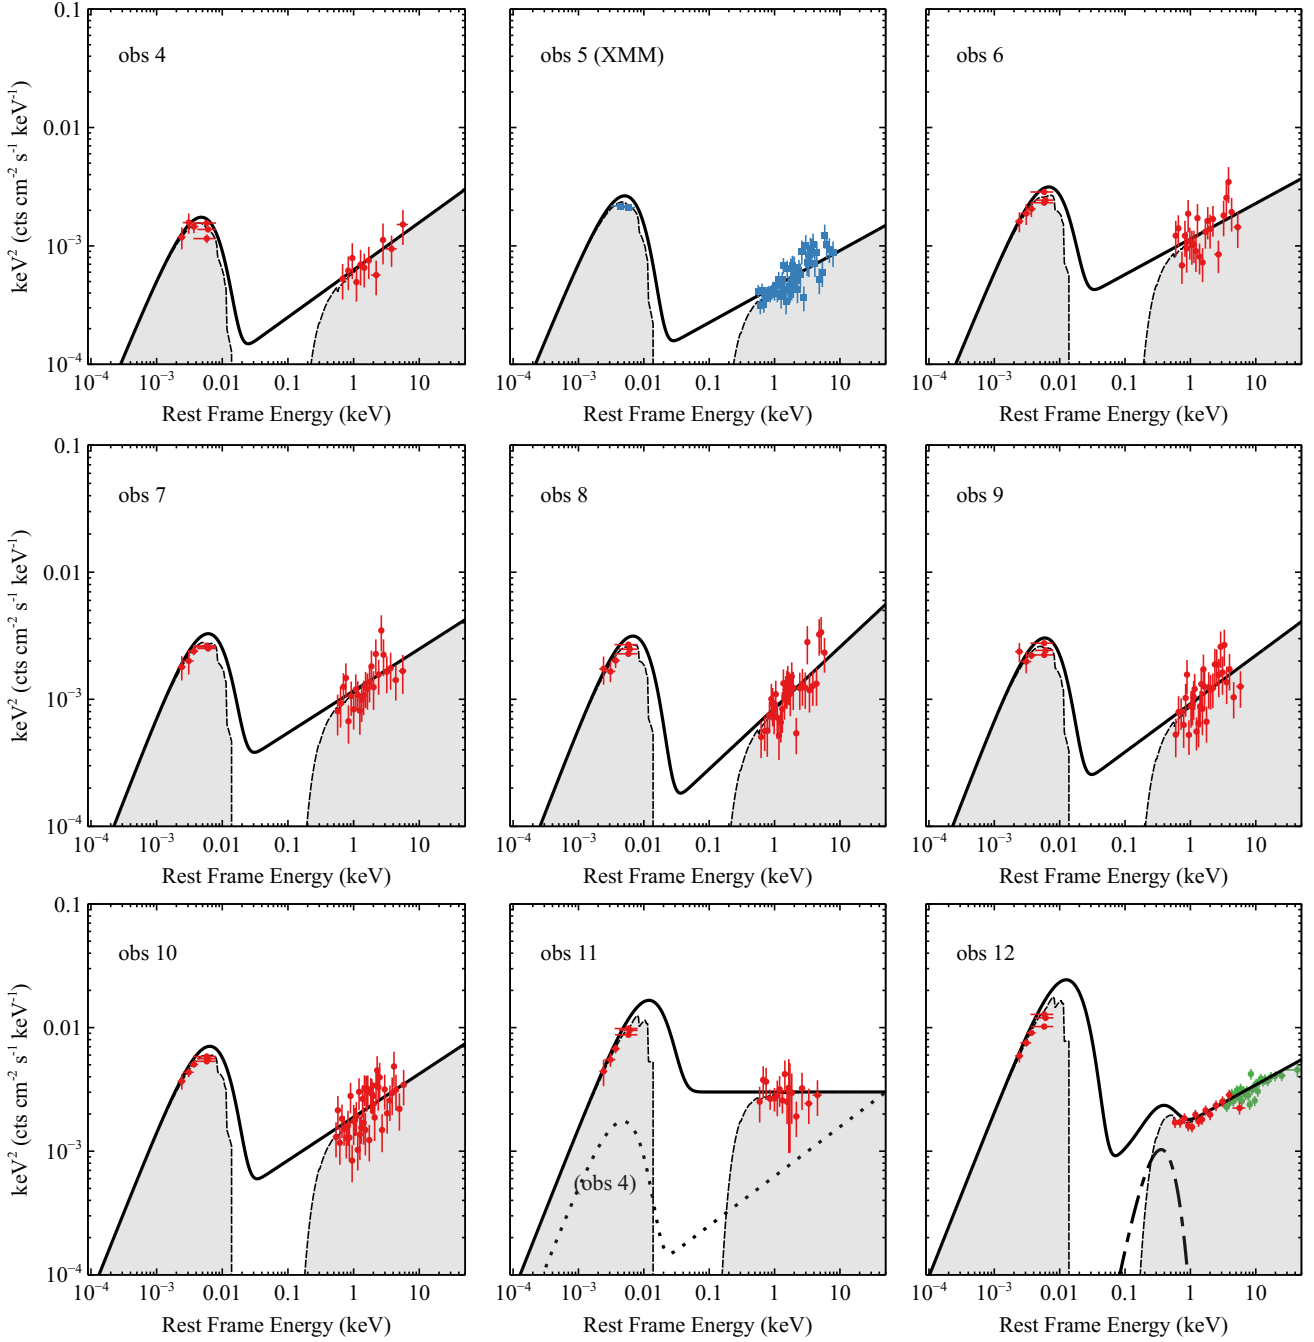 0.1
0.01
10⁻³
10⁻⁴
keV² (cts cm⁻² s⁻¹ keV⁻¹)
obs 4
10⁻⁴ 10⁻³ 0.01 0.1 1 10
Rest Frame Energy (keV)
obs 5 (XMM)
10⁻⁴ 10⁻³ 0.01 0.1 1 10
Rest Frame Energy (keV)
obs 6
10⁻⁴ 10⁻³ 0.01 0.1 1 10
Rest Frame Energy (keV)
0.1
0.01
10⁻³
10⁻⁴
keV² (cts cm⁻² s⁻¹ keV⁻¹)
obs 7
10⁻⁴ 10⁻³ 0.01 0.1 1 10
Rest Frame Energy (keV)
obs 8
10⁻⁴ 10⁻³ 0.01 0.1 1 10
Rest Frame Energy (keV)
obs 9
10⁻⁴ 10⁻³ 0.01 0.1 1 10
Rest Frame Energy (keV)
0.1
0.01
10⁻³
10⁻⁴
keV² (cts cm⁻² s⁻¹ keV⁻¹)
obs 10
10⁻⁴ 10⁻³ 0.01 0.1 1 10
Rest Frame Energy (keV)
obs 11
(obs 4)
10⁻⁴ 10⁻³ 0.01 0.1 1 10
Rest Frame Energy (keV)
obs 12
10⁻⁴ 10⁻³ 0.01 0.1 1 10
Rest Frame Energy (keV)